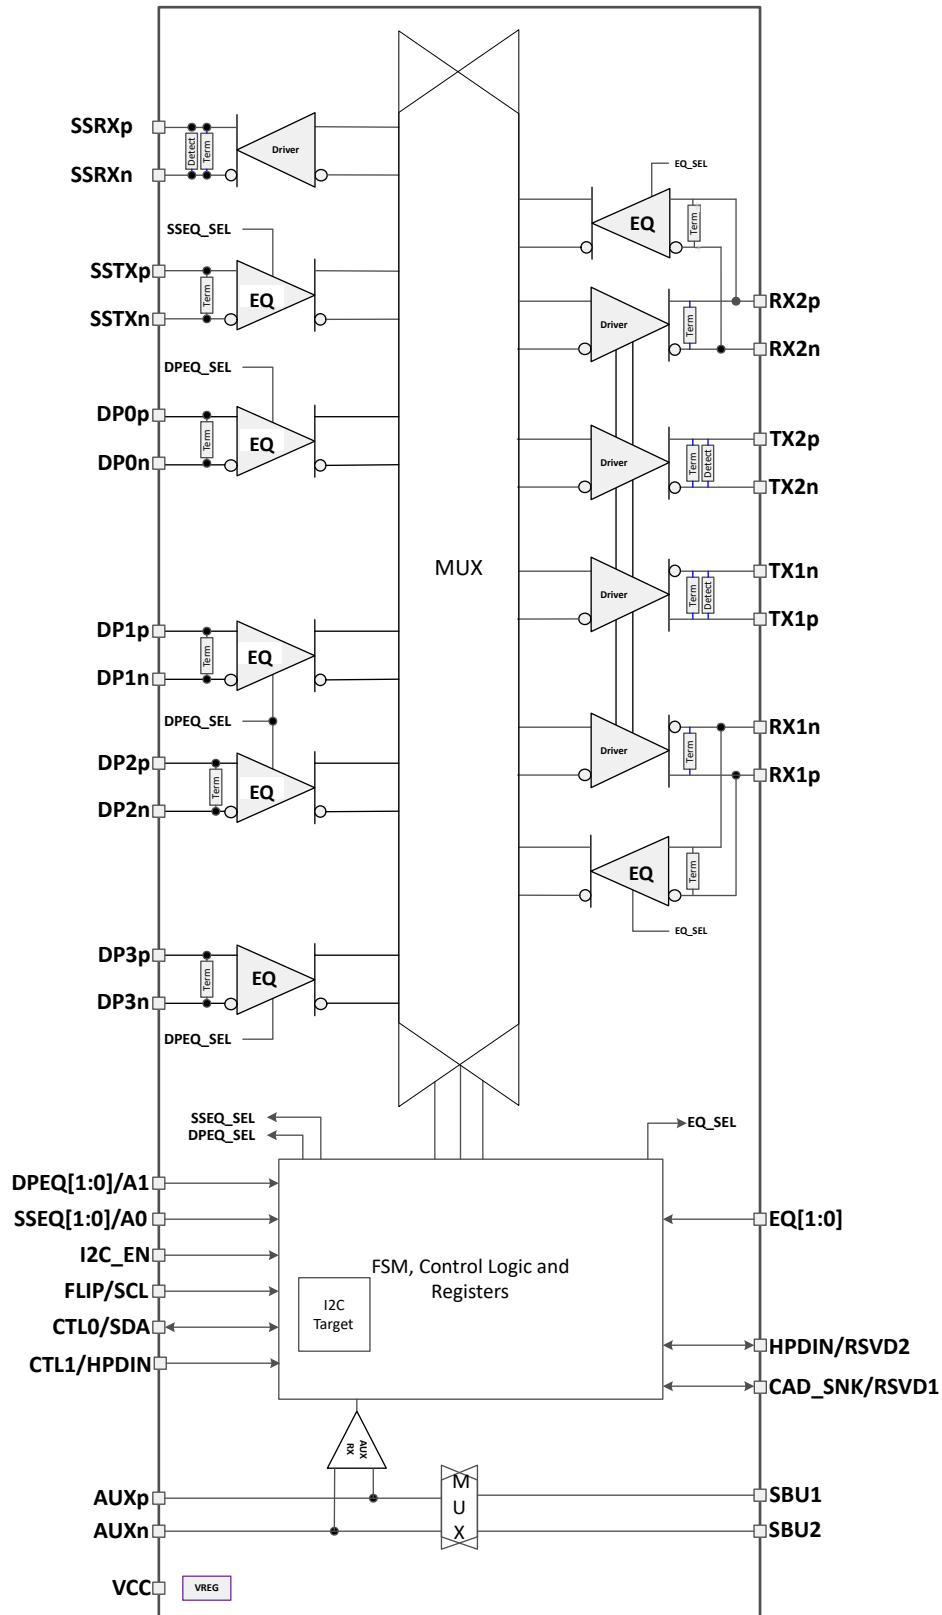 SSRXp
Detect
Term
Driver
SSRXn
EQ_SEL
EQ
Term
SSEQ_SEL
SSTXp
Term
EQ
SSTXn
RX2p
Driver
Term
RX2n
DPEQ_SEL
DP0p
Term
EQ
DP0n
TX2p
Driver
Term
Detect
TX2n
MUX
TX1n
Driver
Term
Detect
TX1p
DP1p
Term
EQ
DP1n
DPEQ_SEL
RX1n
Driver
Term
RX1p
DP2p
Term
EQ
DP2n
EQ
Term
EQ_SEL
DP3p
Term
EQ
DP3n
DPEQ_SEL
SSEQ_SEL
DPEQ_SEL
EQ_SEL
DPEQ[1:0]/A1
SSEQ[1:0]/A0
EQ[1:0]
I2C_EN
FSM, Control Logic and
Registers
FLIP/SCL
I2C
Target
CTL0/SDA
HPDIN/RSVD2
CTL1/HPDIN
CAD_SNK/RSVD1
AUX
RX
AUXp
M
U
X
SBU1
AUXn
SBU2
VCC
VREG